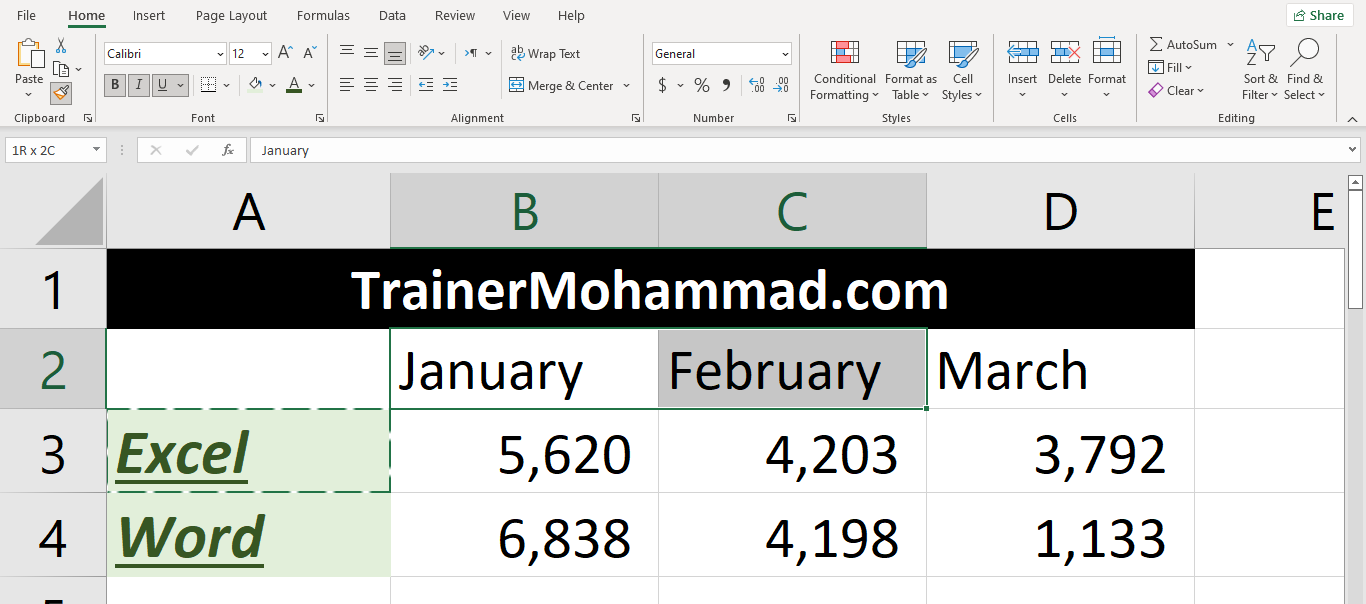 File Home Insert Page Layout Formulas Data Review View Help Share
Paste
Calibri 12
B I U A
Wrap Text
Merge & Center
General
$ % 9
Conditional Formatting
Format as Table
Cell Styles
Insert Delete Format
AutoSum
Fill
Clear
Sort & Filter
Find & Select
Clipboard Font Alignment Number Styles Cells Editing
1R x 2C fx January
A B C D E
1 TrainerMohammad.com
2 January February March
3 Excel 5,620 4,203 3,792
4 Word 6,838 4,198 1,133